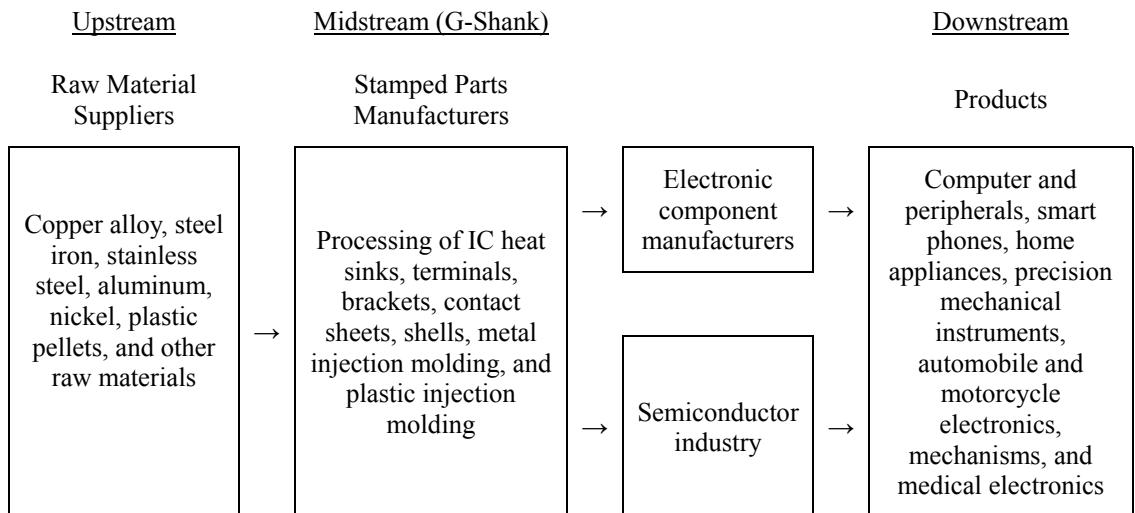 Upstream
Midstream (G-Shank)
Downstream
Raw Material
Suppliers
Stamped Parts
Manufacturers
Products
Copper alloy, steel
iron, stainless
steel, aluminum,
nickel, plastic
pellets, and other
raw materials
→
Processing of IC heat
sinks, terminals,
brackets, contact
sheets, shells, metal
injection molding, and
plastic injection
molding
→
Electronic
component
manufacturers
→
→
Semiconductor
industry
→
Computer and
peripherals, smart
phones, home
appliances, precision
mechanical
instruments,
automobile and
motorcycle
electronics,
mechanisms, and
medical electronics